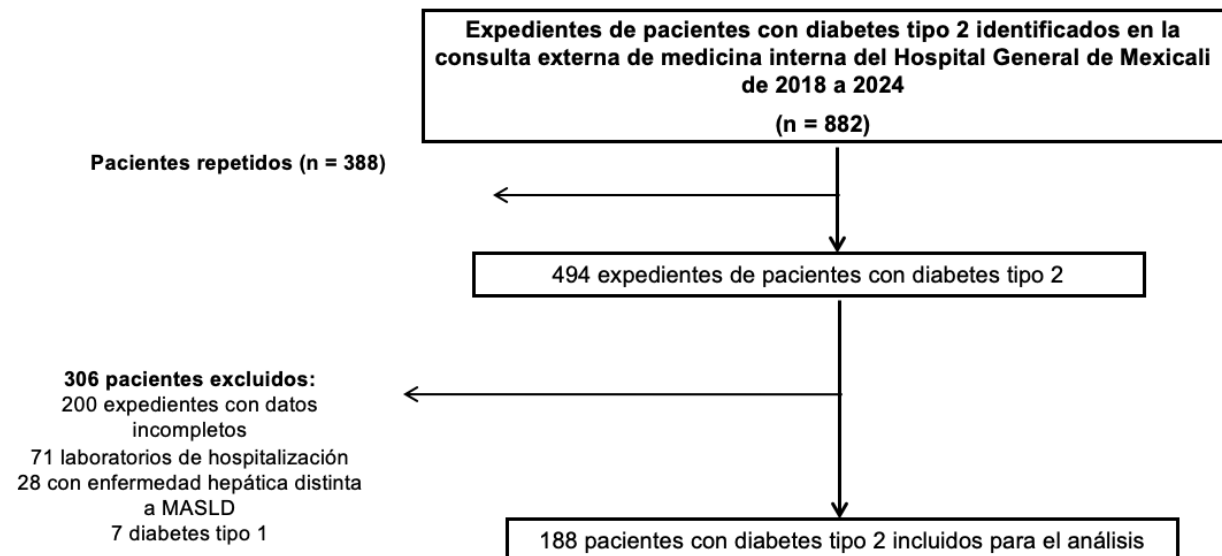 Expedientes de pacientes con diabetes tipo 2 identificados en la
consulta externa de medicina interna del Hospital General de Mexicali
de 2018 a 2024
(n = 882)
Pacientes repetidos (n = 388)
494 expedientes de pacientes con diabetes tipo 2
306 pacientes excluidos:
200 expedientes con datos
incompletos
71 laboratorios de hospitalización
28 con enfermedad hepática distinta
a MASLD
7 diabetes tipo 1
188 pacientes con diabetes tipo 2 incluidos para el análisis